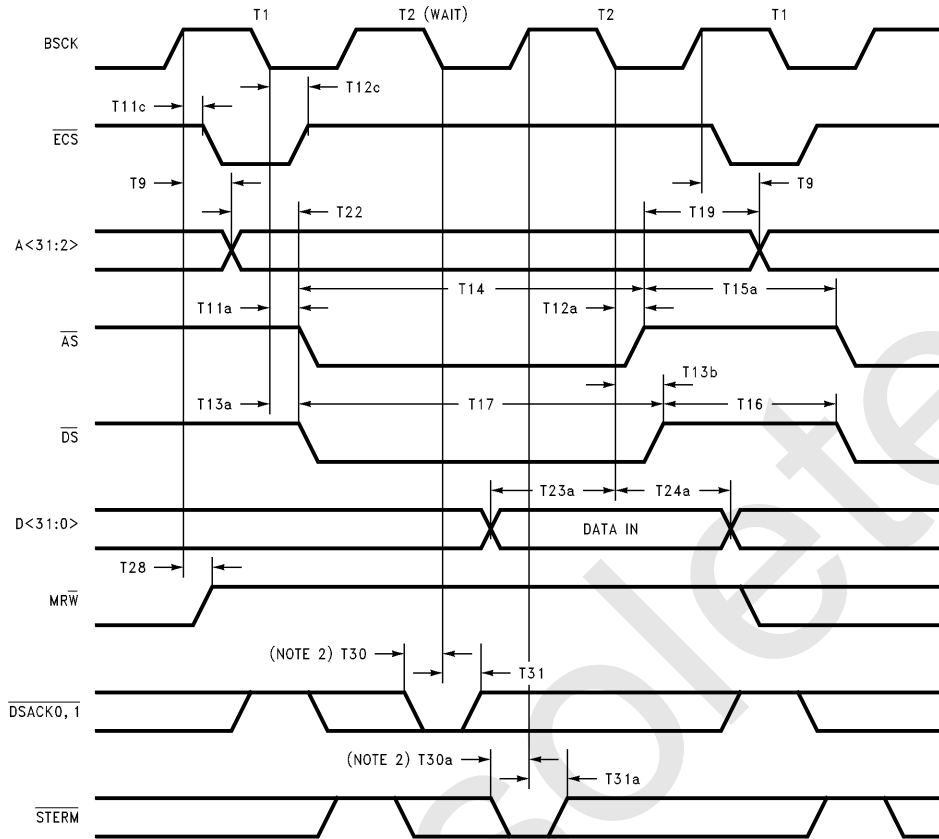 T1 T2 (WAIT) T2 T1
BSCK
T12c
T11c
ECS
T9 T9
T22 T19
A<31:2>
T14 T15a
T11a T12a
AS
T13b
T13a T17 T16
DS
T23a T24a
D<31:0> DATA IN
T28
MRW
(NOTE 2) T30
T31
DSACK0, 1
(NOTE 2) T30a
T31a
STERM